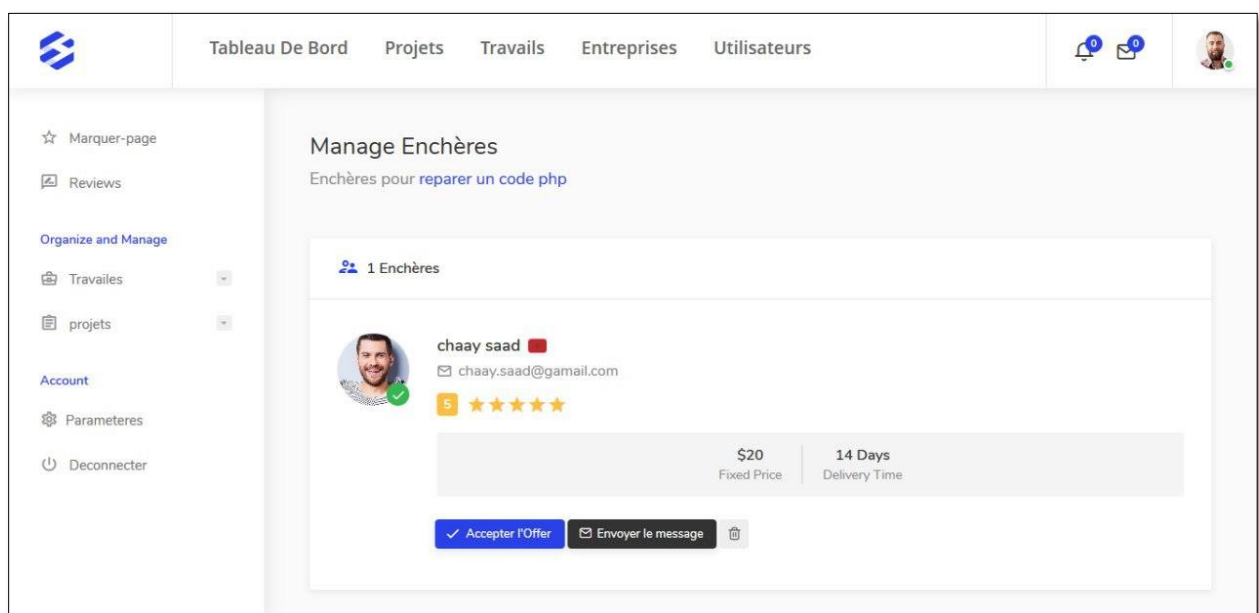 Tableau De Bord Projets Travails Entreprises Utilisateurs 0 0
Marquer-page
Reviews
Organize and Manage
Travailes
projets
Account
Parameteres
Deconnecter
Manage Enchères
Enchères pour reparer un code php
1 Enchères
chaay saad
chaay.saad@gamail.com
5
$20 14 Days
Fixed Price Delivery Time
Accepter l'Offer Envoyer le message